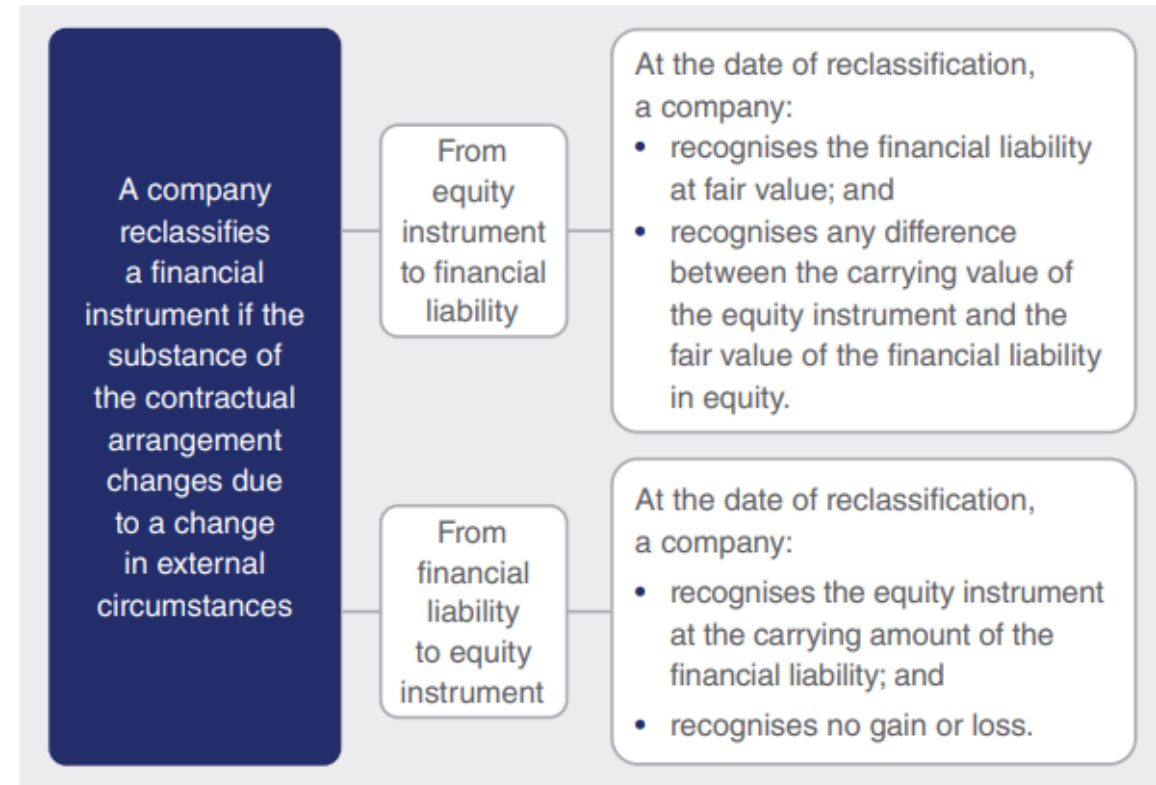 A company
reclassifies
a financial
instrument if the
substance of
the contractual
arrangement
changes due
to a change
in external
circumstances
From
equity
instrument
to financial
liability
At the date of reclassification,
a company:
• recognises the financial liability
at fair value; and
• recognises any difference
between the carrying value of
the equity instrument and the
fair value of the financial liability
in equity.
From
financial
liability
to equity
instrument
At the date of reclassification,
a company:
• recognises the equity instrument
at the carrying amount of the
financial liability; and
• recognises no gain or loss.